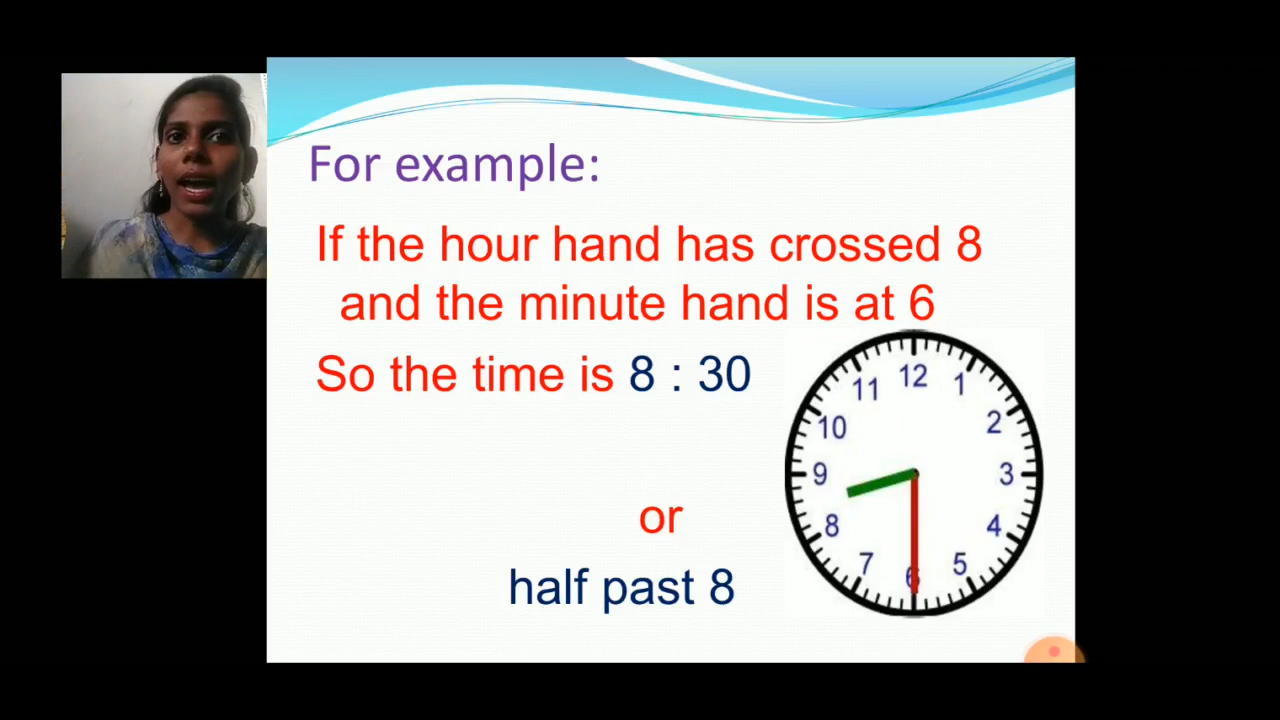 For example:
If the hour hand has crossed 8
and the minute hand is at 6
So the time is 8 : 30
or
half past 8
12
11
1
10
2
9
3
8
4
7
5
6